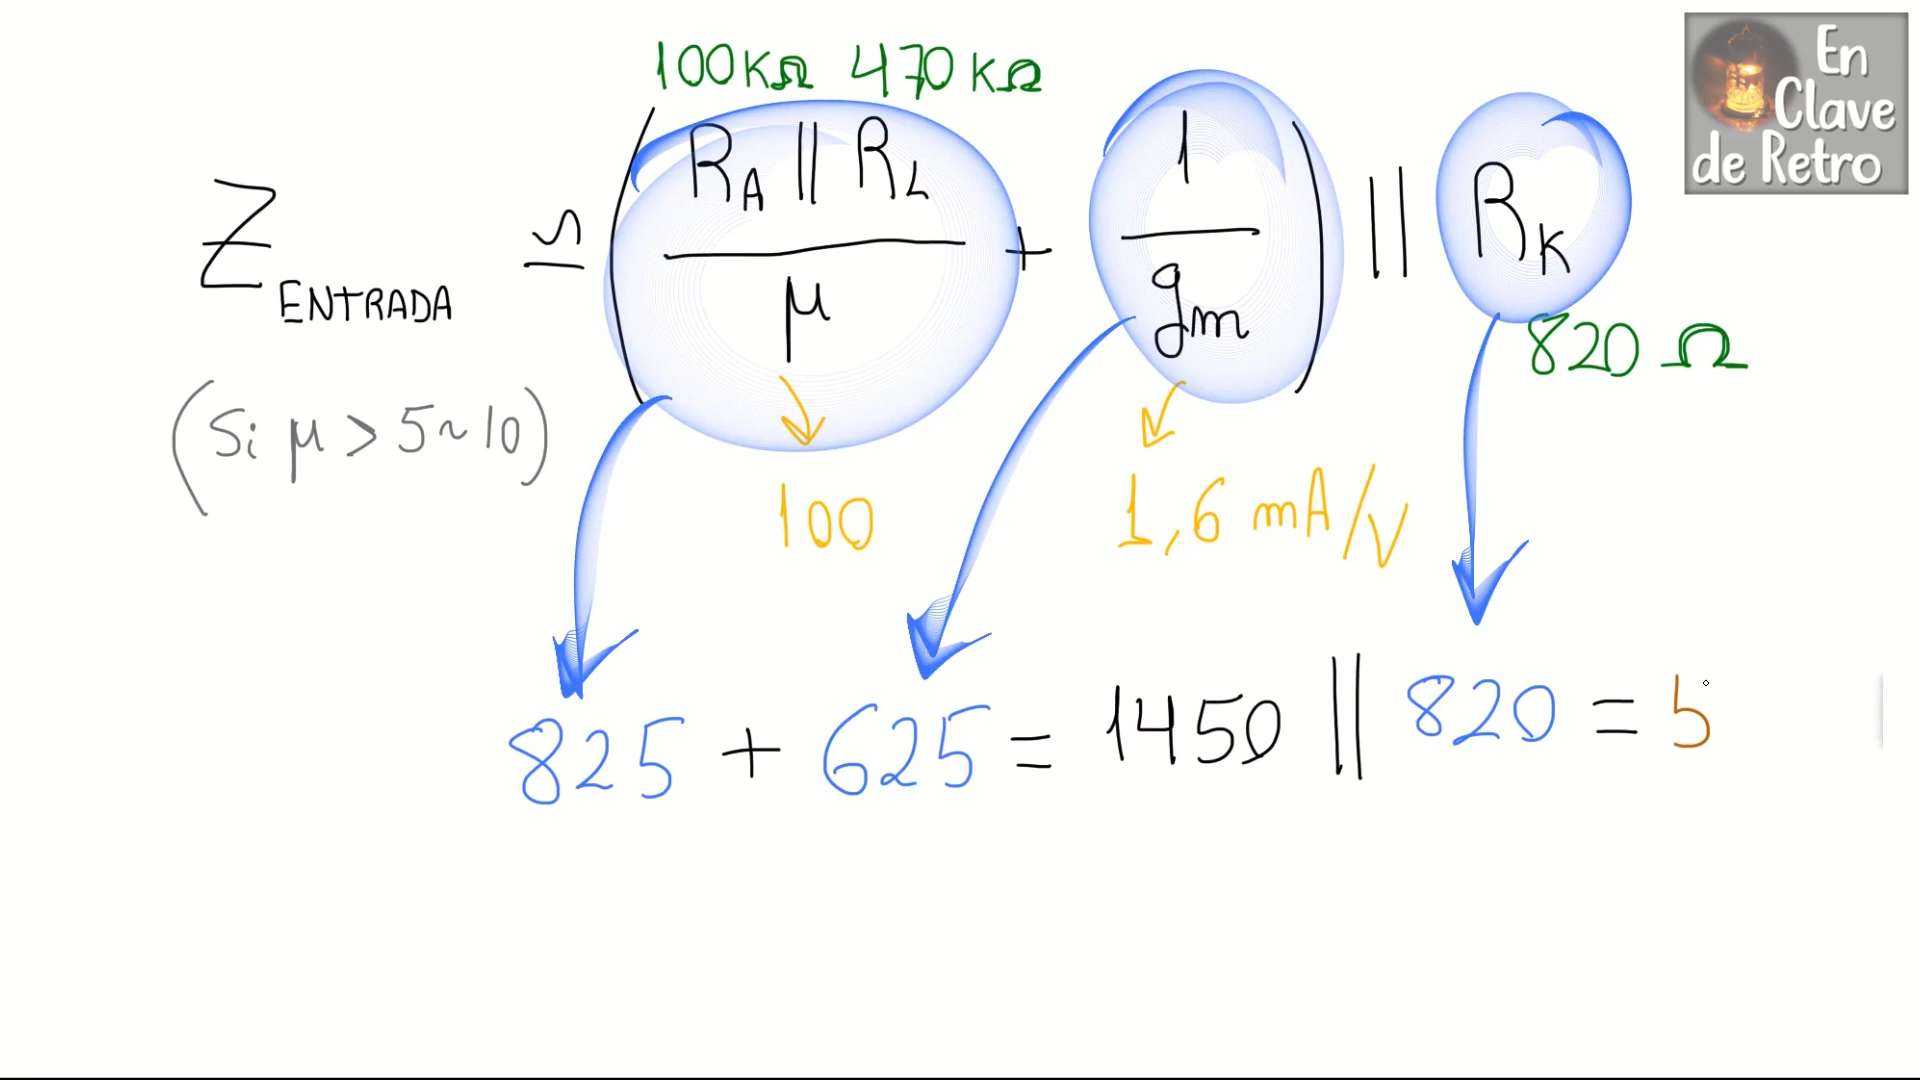 En
Clave
de Retro
100KΩ 470KΩ
Z ENTRADA ≃ ( RA || RL / μ + 1 / gm ) || RK
820 Ω
(Si μ > 5~10)
100
1,6 mA/V
825 + 625 = 1450 || 820 = 5